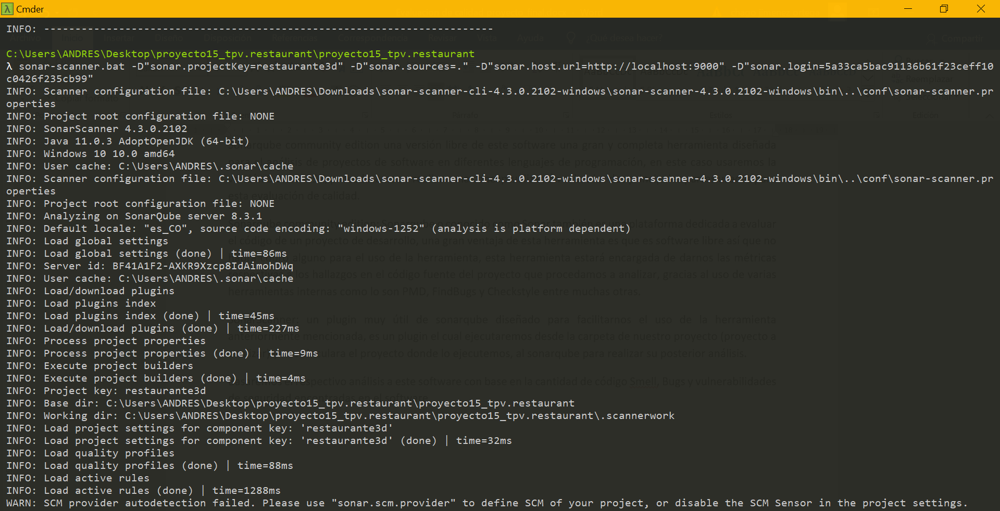 Cmder
INFO: ------------------------------------------------------------------------
C:\Users\ANDRES\Desktop\proyecto15_tpv.restaurant\proyecto15_tpv.restaurant
λ sonar-scanner.bat -D"sonar.projectKey=restaurante3d" -D"sonar.sources=." -D"sonar.host.url=http://localhost:9000" -D"sonar.login=5a33ca5bac91136b61f23ceff10
c0426f235cb99"
INFO: Scanner configuration file: C:\Users\ANDRES\Downloads\sonar-scanner-cli-4.3.0.2102-windows\sonar-scanner-4.3.0.2102-windows\bin\..\conf\sonar-scanner.pr
operties
INFO: Project root configuration file: NONE
INFO: SonarScanner 4.3.0.2102
INFO: Java 11.0.3 AdoptOpenJDK (64-bit)
INFO: Windows 10 10.0 amd64
INFO: User cache: C:\Users\ANDRES\.sonar\cache
INFO: Scanner configuration file: C:\Users\ANDRES\Downloads\sonar-scanner-cli-4.3.0.2102-windows\sonar-scanner-4.3.0.2102-windows\bin\..\conf\sonar-scanner.pr
operties
INFO: Project root configuration file: NONE
INFO: Analyzing on SonarQube server 8.3.1
INFO: Default locale: "es_CO", source code encoding: "windows-1252" (analysis is platform dependent)
INFO: Load global settings
INFO: Load global settings (done) | time=86ms
INFO: Server id: BF41A1F2-AXKR9Xzcp8IdAimohDWq
INFO: User cache: C:\Users\ANDRES\.sonar\cache
INFO: Load/download plugins
INFO: Load plugins index
INFO: Load plugins index (done) | time=45ms
INFO: Load/download plugins (done) | time=227ms
INFO: Process project properties
INFO: Process project properties (done) | time=9ms
INFO: Execute project builders
INFO: Execute project builders (done) | time=4ms
INFO: Project key: restaurante3d
INFO: Base dir: C:\Users\ANDRES\Desktop\proyecto15_tpv.restaurant\proyecto15_tpv.restaurant
INFO: Working dir: C:\Users\ANDRES\Desktop\proyecto15_tpv.restaurant\proyecto15_tpv.restaurant\.scannerwork
INFO: Load project settings for component key: 'restaurante3d'
INFO: Load project settings for component key: 'restaurante3d' (done) | time=32ms
INFO: Load quality profiles
INFO: Load quality profiles (done) | time=88ms
INFO: Load active rules
INFO: Load active rules (done) | time=1288ms
WARN: SCM provider autodetection failed. Please use "sonar.scm.provider" to define SCM of your project, or disable the SCM Sensor in the project settings.